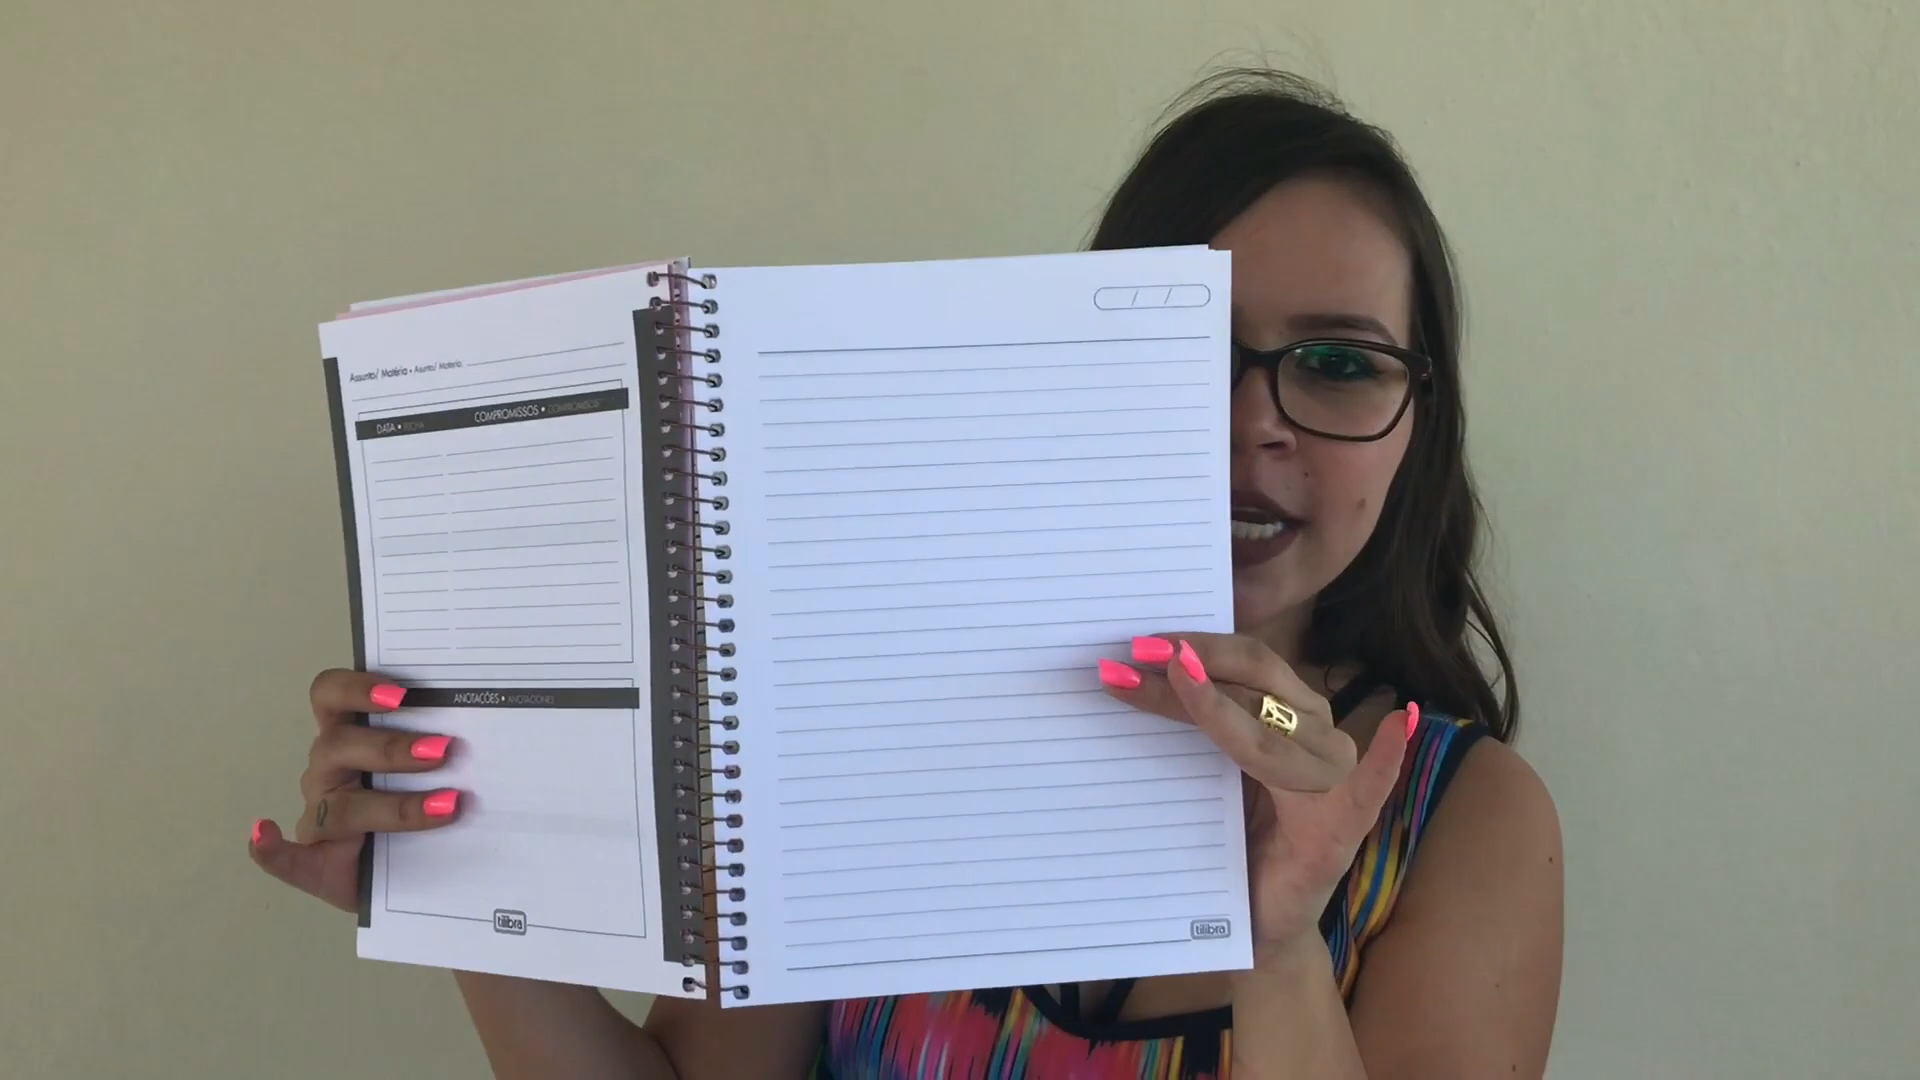 Assunto/ Matéria • Asunto/ Materia:
DATA • FECHA COMPROMISSOS • COMPROMISOS
ANOTAÇÕES • ANOTACIONES
tilibra
/ /
tilibra